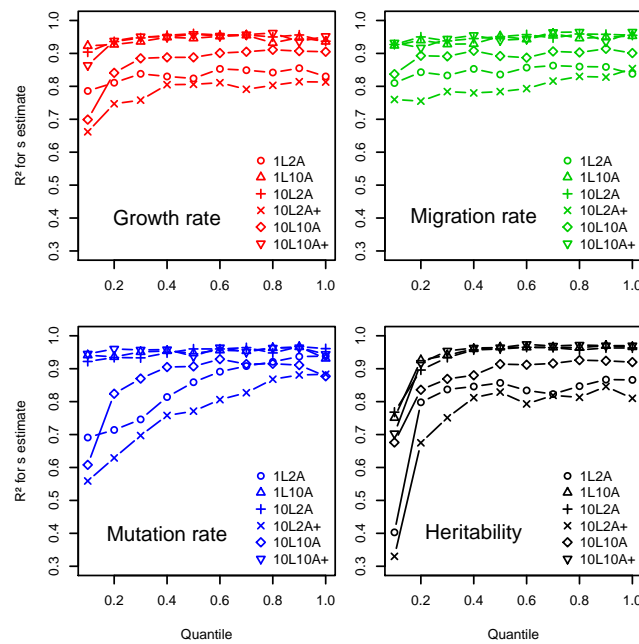 R² for s estimate
1.0
0.9
0.8
0.7
0.6
0.5
0.4
0.3
0.2 0.4 0.6 0.8 1.0
Growth rate
1L2A
1L10A
10L2A
10L2A+
10L10A
10L10A+
R² for s estimate
1.0
0.9
0.8
0.7
0.6
0.5
0.4
0.3
0.2 0.4 0.6 0.8 1.0
Migration rate
1L2A
1L10A
10L2A
10L2A+
10L10A
10L10A+
R² for s estimate
1.0
0.9
0.8
0.7
0.6
0.5
0.4
0.3
0.2 0.4 0.6 0.8 1.0
Quantile
Mutation rate
1L2A
1L10A
10L2A
10L2A+
10L10A
10L10A+
R² for s estimate
1.0
0.9
0.8
0.7
0.6
0.5
0.4
0.3
0.2 0.4 0.6 0.8 1.0
Quantile
Heritability
1L2A
1L10A
10L2A
10L2A+
10L10A
10L10A+